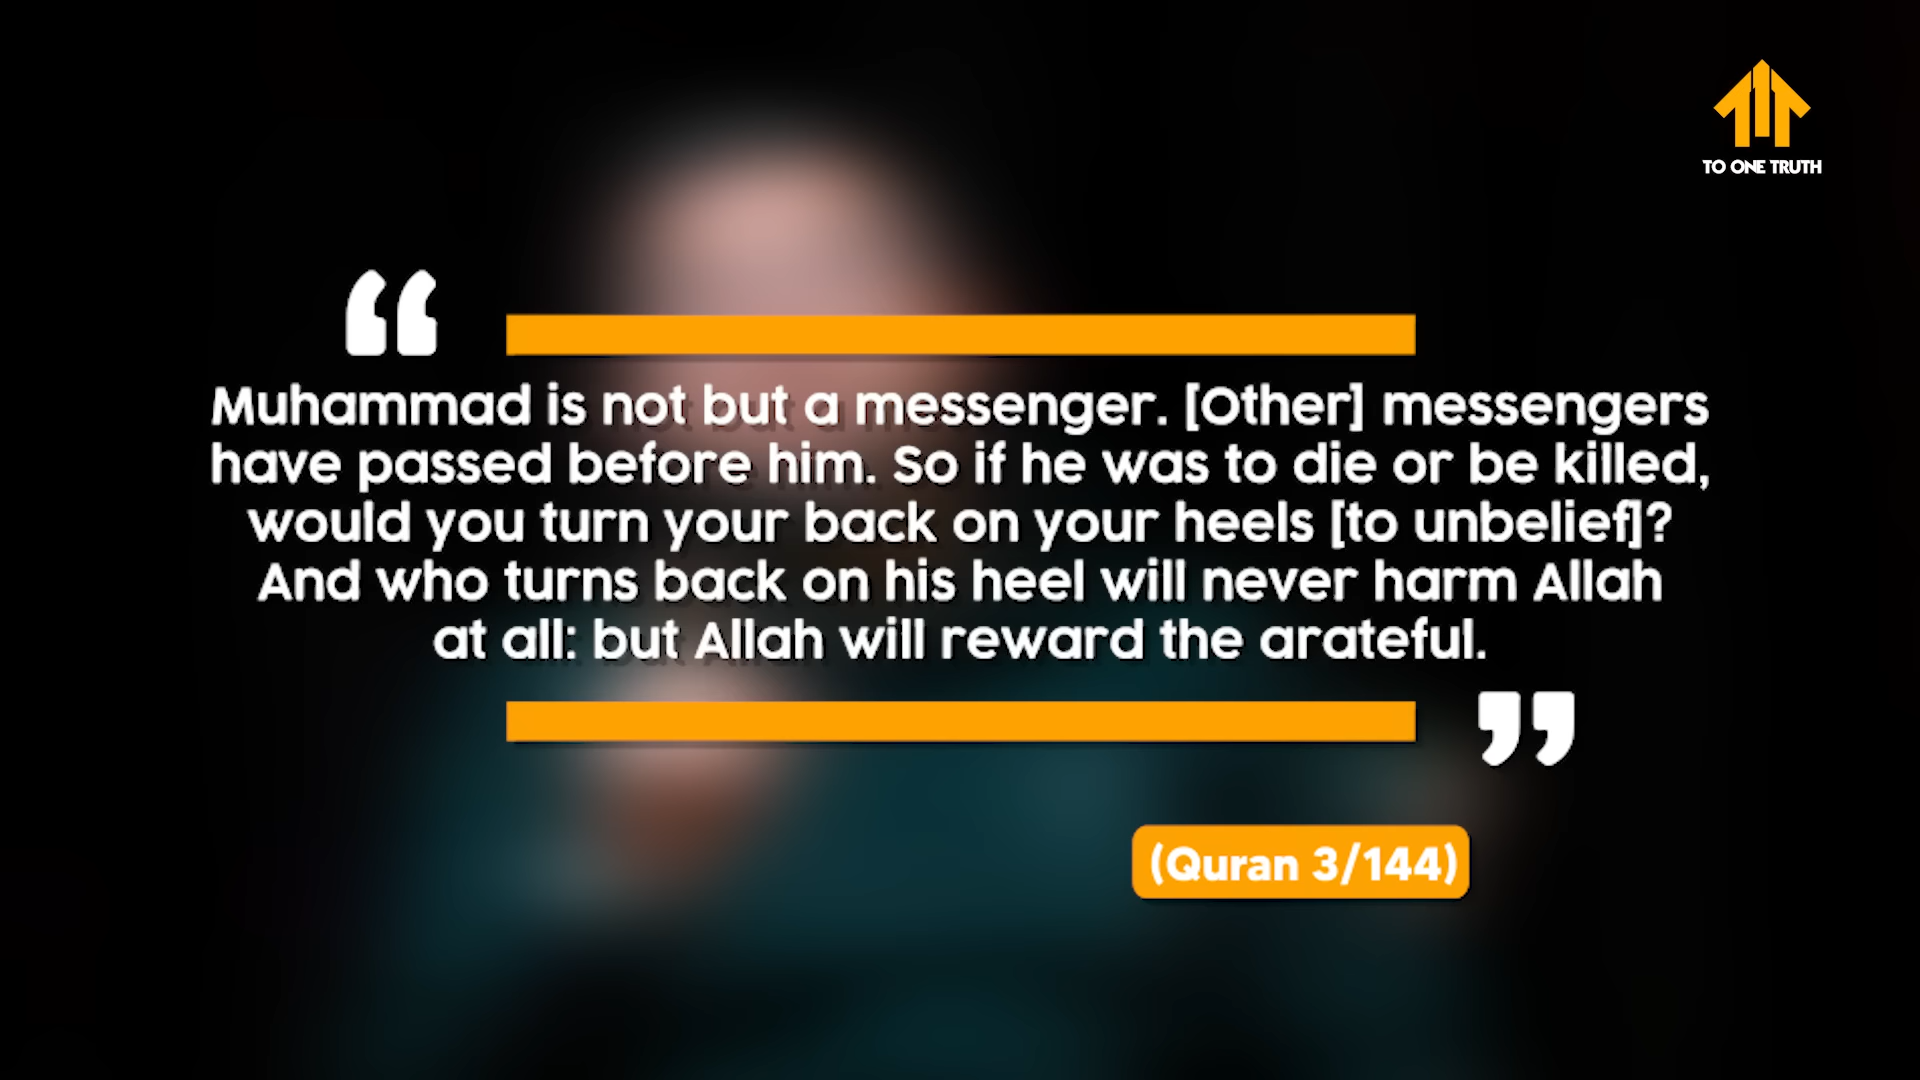 TO ONE TRUTH
Muhammad is not but a messenger. [Other] messengers
have passed before him. So if he was to die or be killed,
would you turn your back on your heels [to unbelief]?
And who turns back on his heel will never harm Allah
at all: but Allah will reward the arateful.
(Quran 3/144)